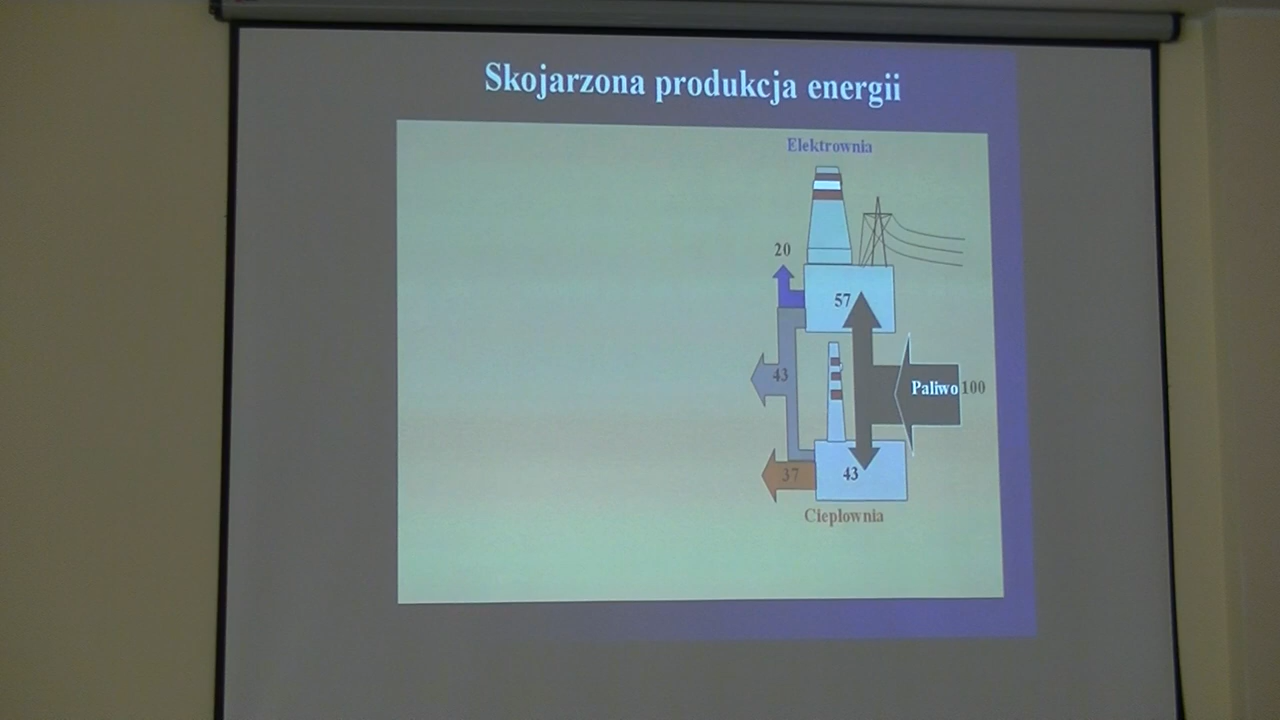 Skojarzona produkcja energii
Elektrownia
20
57
43
Paliwo 100
37
43
Ciepłownia